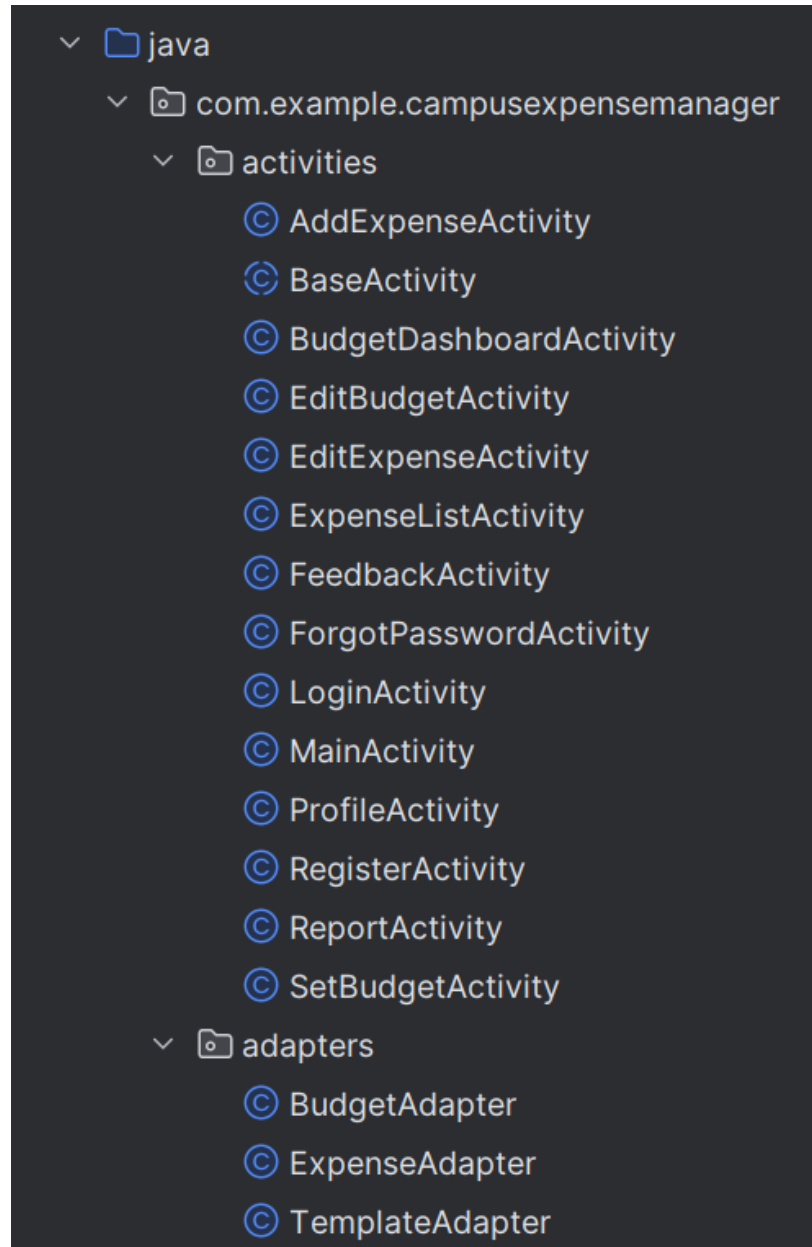 java
com.example.campusexpensemanager
activities
AddExpenseActivity
BaseActivity
BudgetDashboardActivity
EditBudgetActivity
EditExpenseActivity
ExpenseListActivity
FeedbackActivity
ForgotPasswordActivity
LoginActivity
MainActivity
ProfileActivity
RegisterActivity
ReportActivity
SetBudgetActivity
adapters
BudgetAdapter
ExpenseAdapter
TemplateAdapter